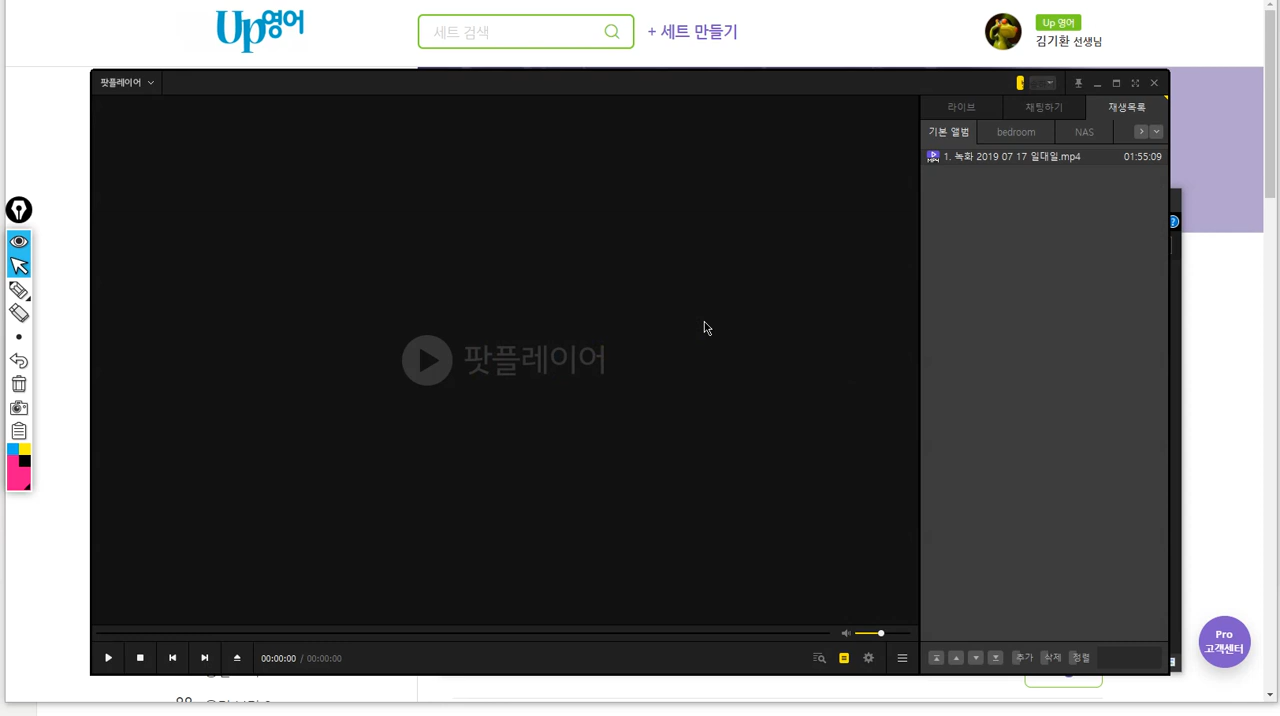 Up영어
세트 검색
+ 세트 만들기
Up 영어
김기환 선생님
팟플레이어
라이브
채팅하기
재생목록
기본 앨범
bedroom
NAS
1. 녹화 2019 07 17 일대일.mp4
01:55:09
팟플레이어
00:00:00 / 00:00:00
추가
삭제
정렬
Pro
고객센터